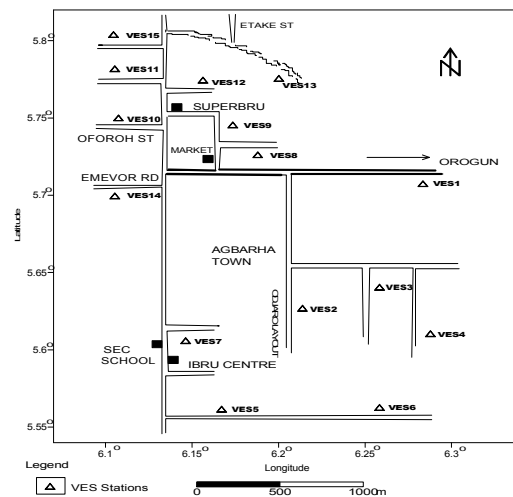 ETAKE ST
5.8°
VES15
N
VES11
VES12
VES13
SUPERBRU
5.75°
VES10
VES9
OFOROH ST
MARKET
VES8
OROGUN
EMEVOR RD
5.7°
VES1
VES14
Latitude
AGBARHA
TOWN
5.65°
VES3
VES2
VES4
VES7
5.6°
SEC
SCHOOL
IBRU CENTRE
VES5
VES6
5.55°
6.1°
6.15°
6.2°
6.25°
6.3°
Longitude
Legend
VES Stations
0
500
1000m